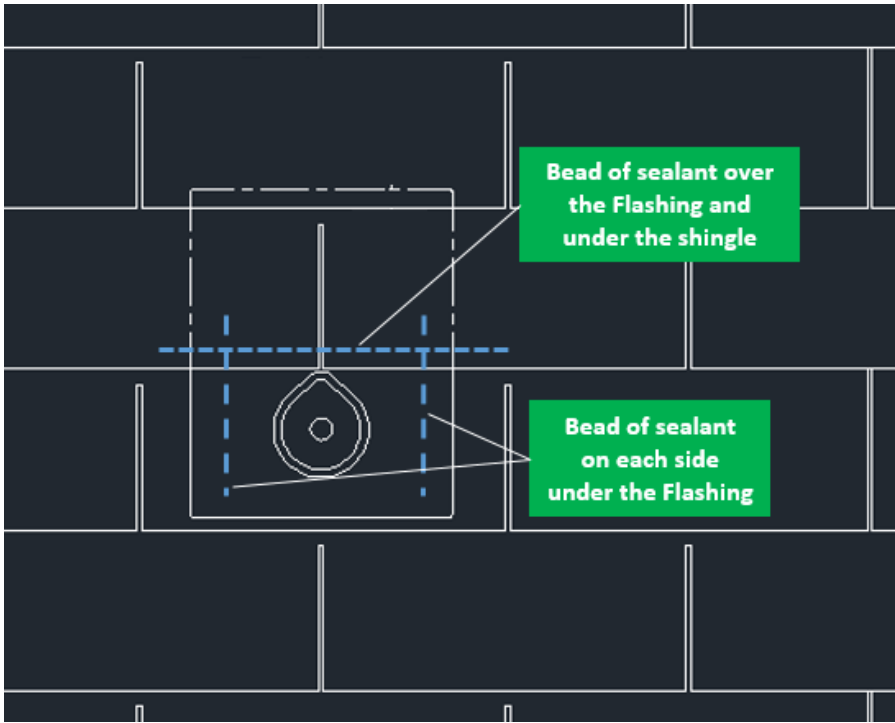 Bead of sealant over
the Flashing and
under the shingle
Bead of sealant
on each side
under the Flashing